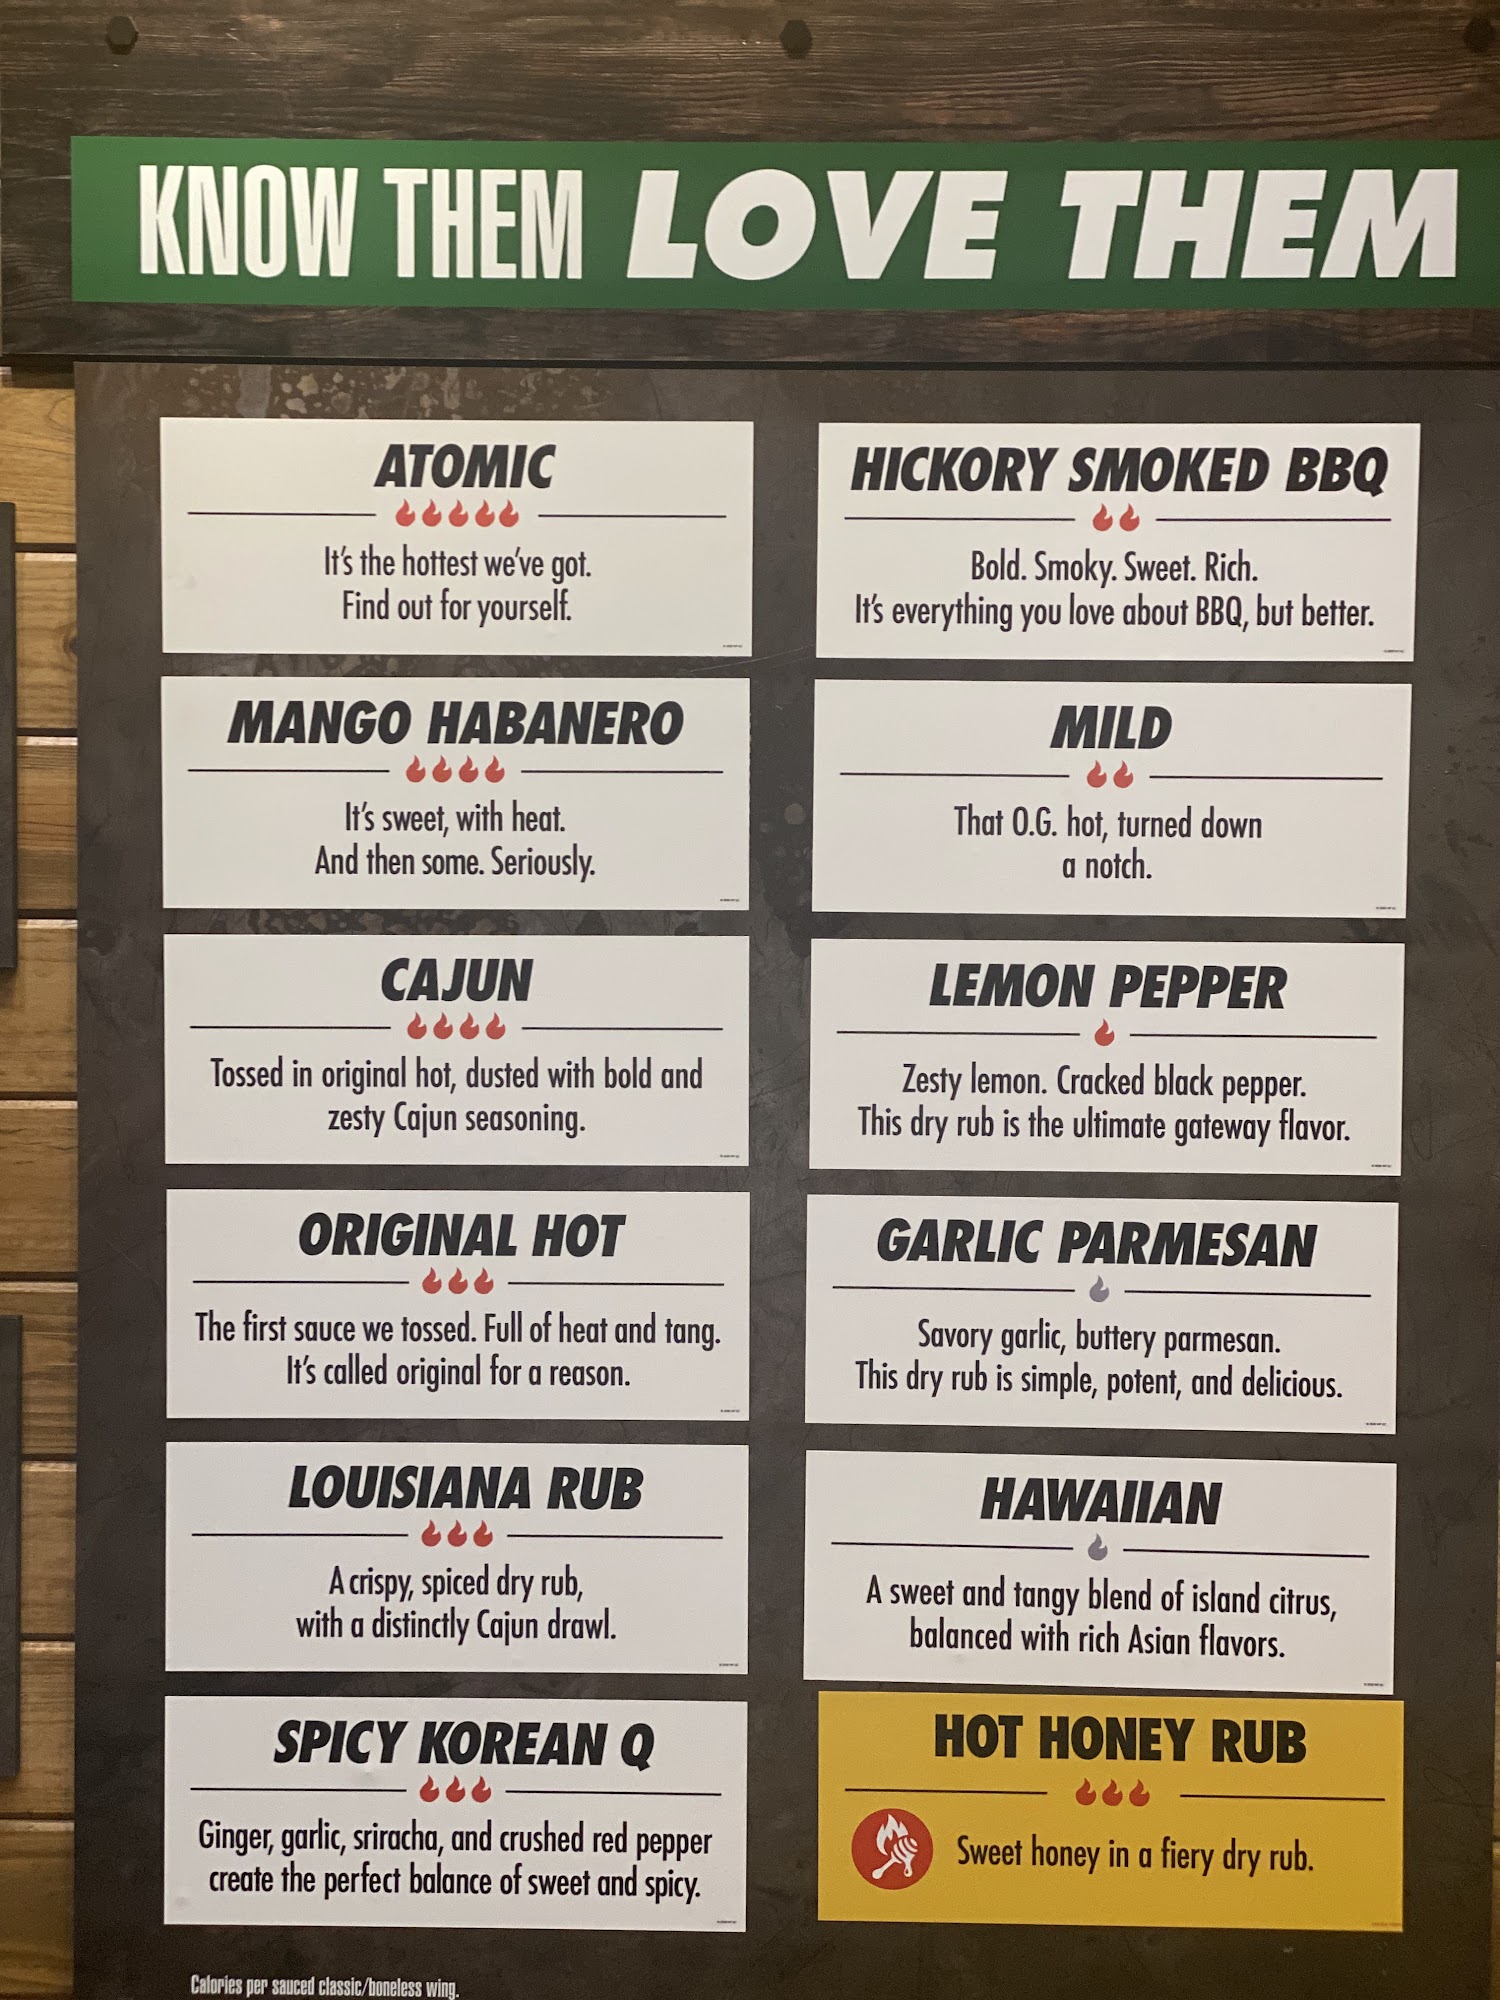 KNOW THEM LOVE THEM
ATOMIC
It's the hottest we've got.
Find out for yourself.
MANGO HABANERO
It's sweet, with heat.
And then some. Seriously.
CAJUN
Tossed in original hot, dusted with bold and
zesty Cajun seasoning.
ORIGINAL HOT
The first sauce we tossed. Full of heat and tang.
It's called original for a reason.
LOUISIANA RUB
A crispy, spiced dry rub,
with a distinctly Cajun drawl.
SPICY KOREAN Q
Ginger, garlic, sriracha, and crushed red pepper
create the perfect balance of sweet and spicy.
HICKORY SMOKED BBQ
Bold. Smoky. Sweet. Rich.
It's everything you love about BBQ, but better.
MILD
That O.G. hot, turned down
a notch.
LEMON PEPPER
Zesty lemon. Cracked black pepper.
This dry rub is the ultimate gateway flavor.
GARLIC PARMESAN
Savory garlic, buttery parmesan.
This dry rub is simple, potent, and delicious.
HAWAIIAN
A sweet and tangy blend of island citrus,
balanced with rich Asian flavors.
HOT HONEY RUB
Sweet honey in a fiery dry rub.
Calories per sauced classic/boneless wing.